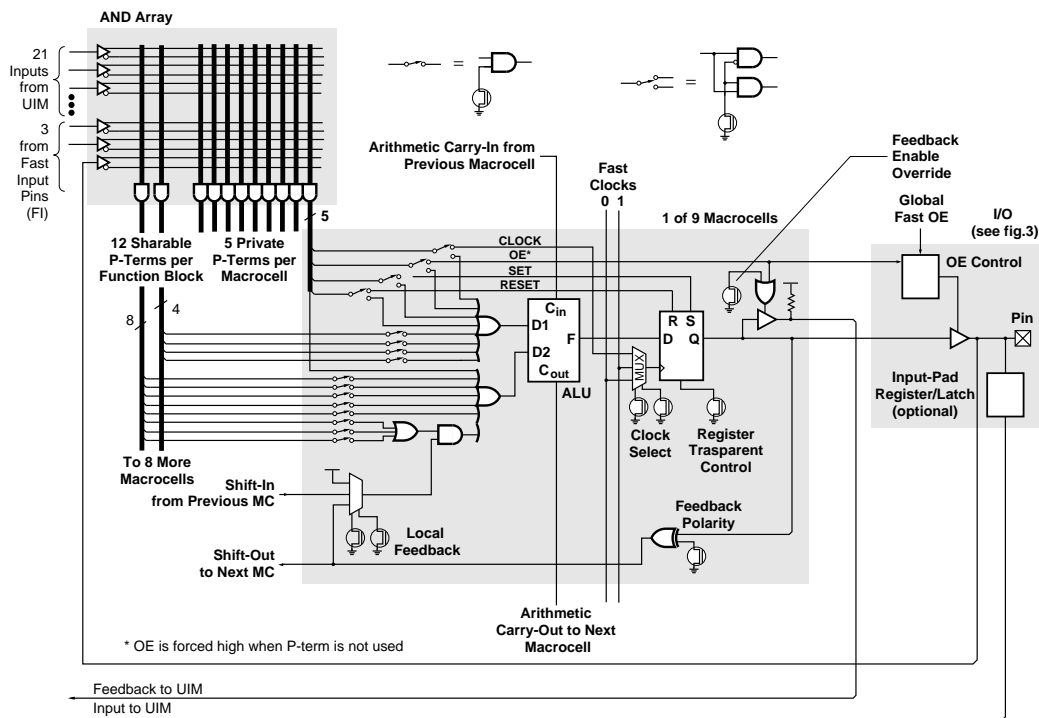 AND Array
21
Inputs
from
UIM
3
from
Fast
Input
Pins
(FI)
=
=
Arithmetic Carry-In from
Previous Macrocell
Fast
Clocks
0 1
Feedback
Enable
Override
1 of 9 Macrocells
Global
Fast OE
I/O
(see fig.3)
5
12 Sharable
P-Terms per
Function Block
5 Private
P-Terms per
Macrocell
CLOCK
OE*
SET
RESET
OE Control
Pin
8
4
Cin
D1
D2
Cout
F
ALU
MUX
R S
D Q
Input-Pad
Register/Latch
(optional)
Clock
Select
Register
Trasparent
Control
To 8 More
Macrocells
Shift-In
from Previous MC
Local
Feedback
Feedback
Polarity
Shift-Out
to Next MC
Arithmetic
Carry-Out to Next
Macrocell
* OE is forced high when P-term is not used
Feedback to UIM
Input to UIM